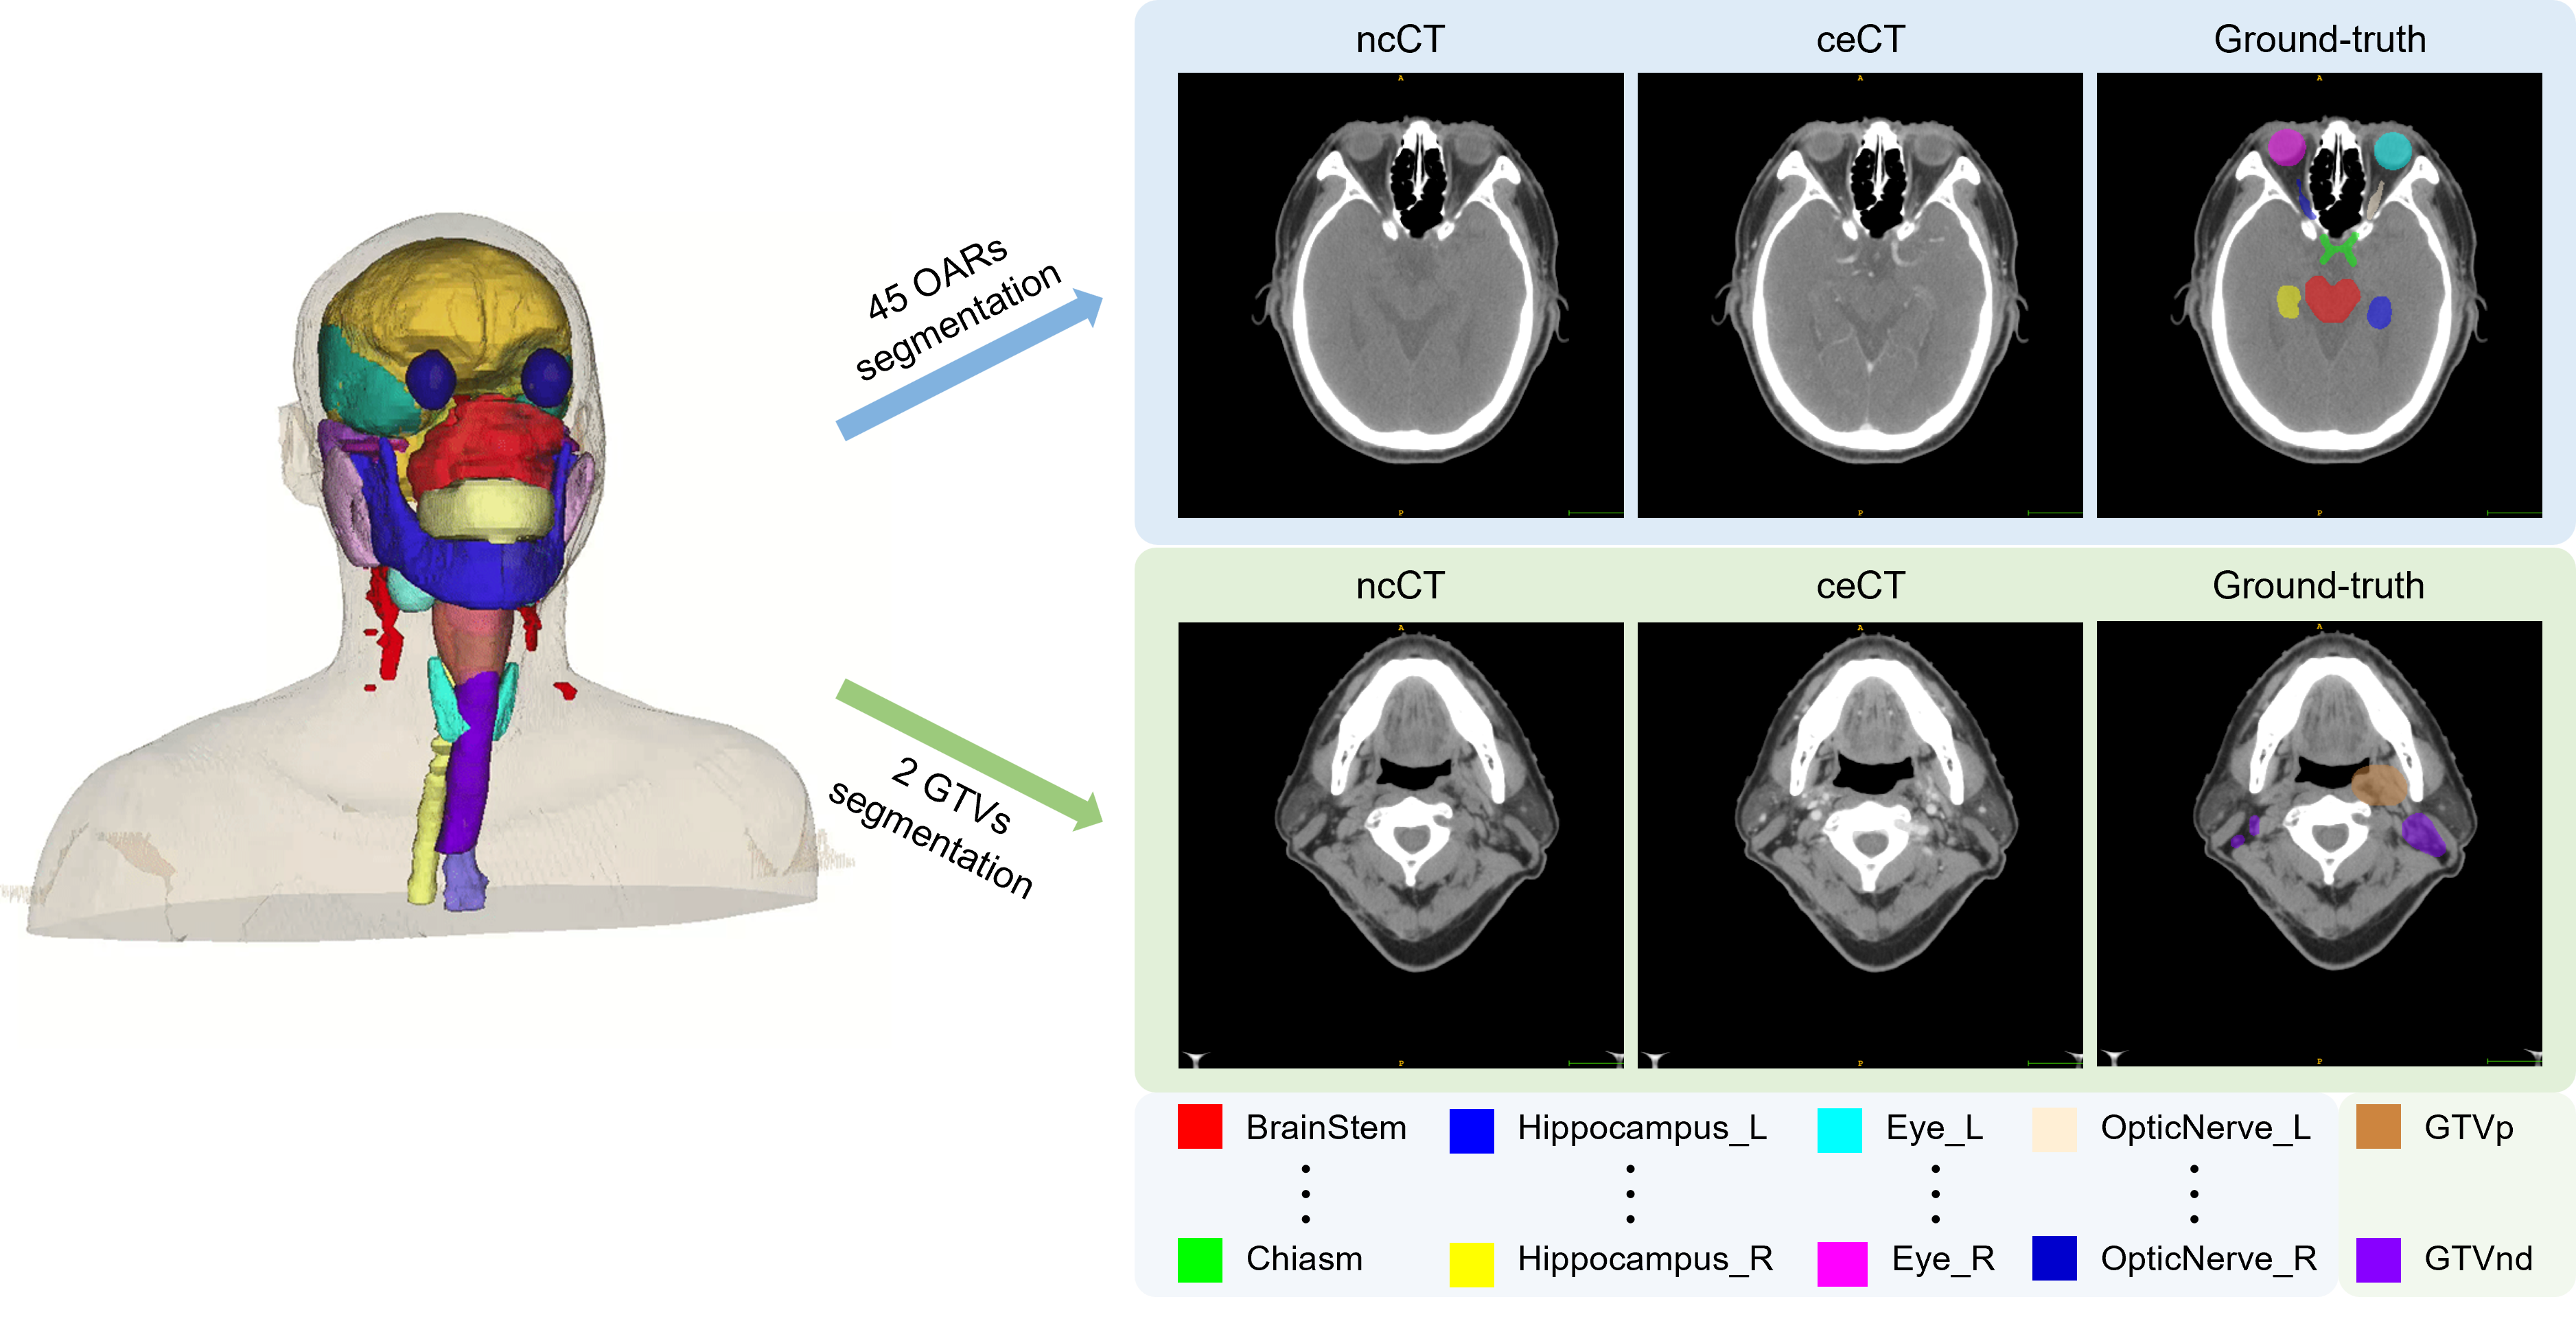 45 OARs
segmentation
2 GTVs
segmentation
ncCT
ceCT
Ground-truth
A
A
A
P
P
P
ncCT
ceCT
Ground-truth
A
A
A
P
P
P
BrainStem
Hippocampus_L
Eye_L
OpticNerve_L
GTVp
Chiasm
Hippocampus_R
Eye_R
OpticNerve_R
GTVnd